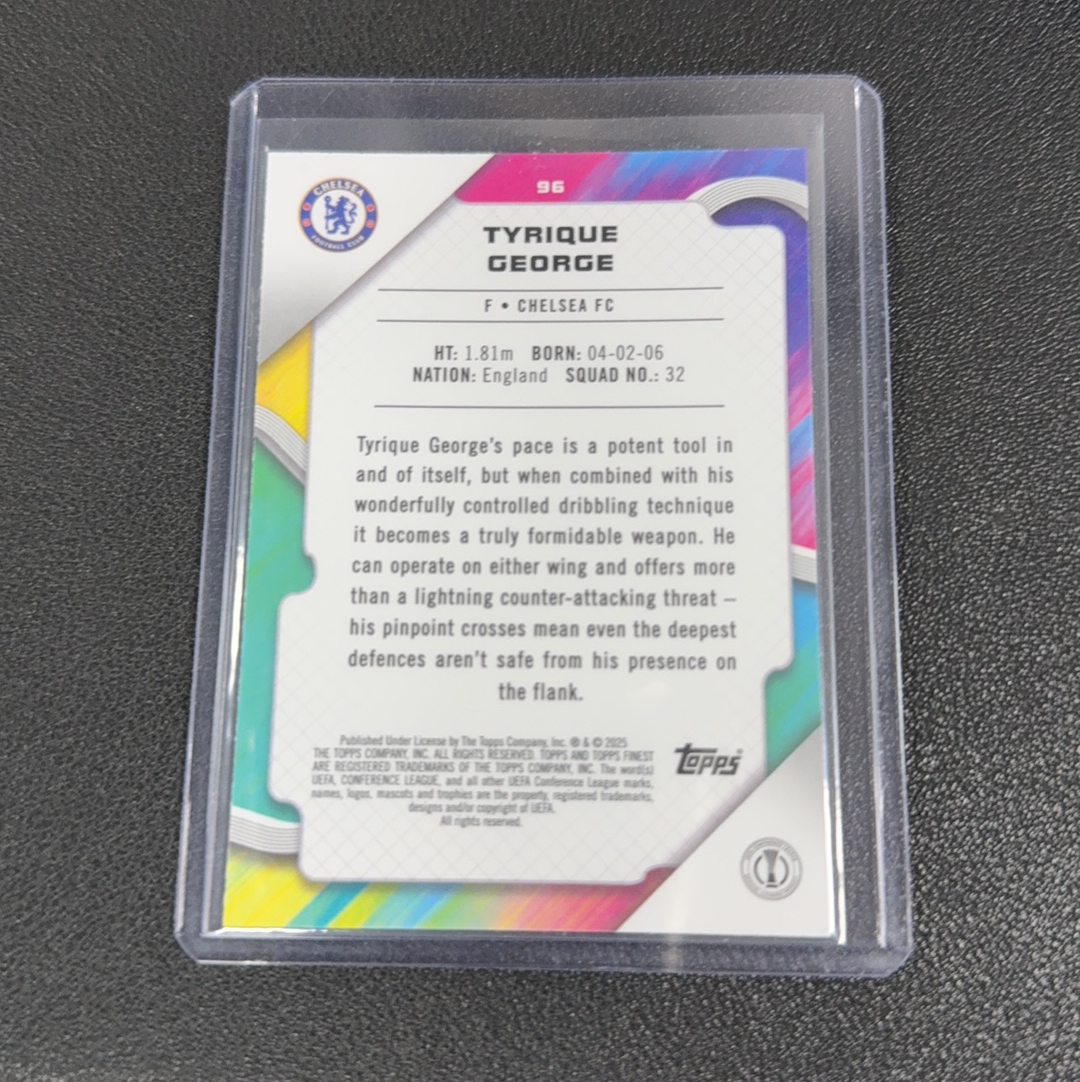 CHELSEA
FOOTBALL CLUB
96
TYRIQUE
GEORGE
F • CHELSEA FC
HT: 1.81m BORN: 04-02-06
NATION: England SQUAD NO.: 32
Tyrique George's pace is a potent tool in
and of itself, but when combined with his
wonderfully controlled dribbling technique
it becomes a truly formidable weapon. He
can operate on either wing and offers more
than a lightning counter-attacking threat –
his pinpoint crosses mean even the deepest
defences aren't safe from his presence on
the flank.
Published Under License by The Topps Company, Inc. ® & © 2025
THE TOPPS COMPANY, INC. ALL RIGHTS RESERVED. TOPPS AND TOPPS FINEST
ARE REGISTERED TRADEMARKS OF THE TOPPS COMPANY, INC. The word(s)
UEFA, CONFERENCE LEAGUE, and all other UEFA Conference League marks,
names, logos, mascots and trophies are the property, registered trademarks,
designs and/or copyright of UEFA.
All rights reserved.
Topps®